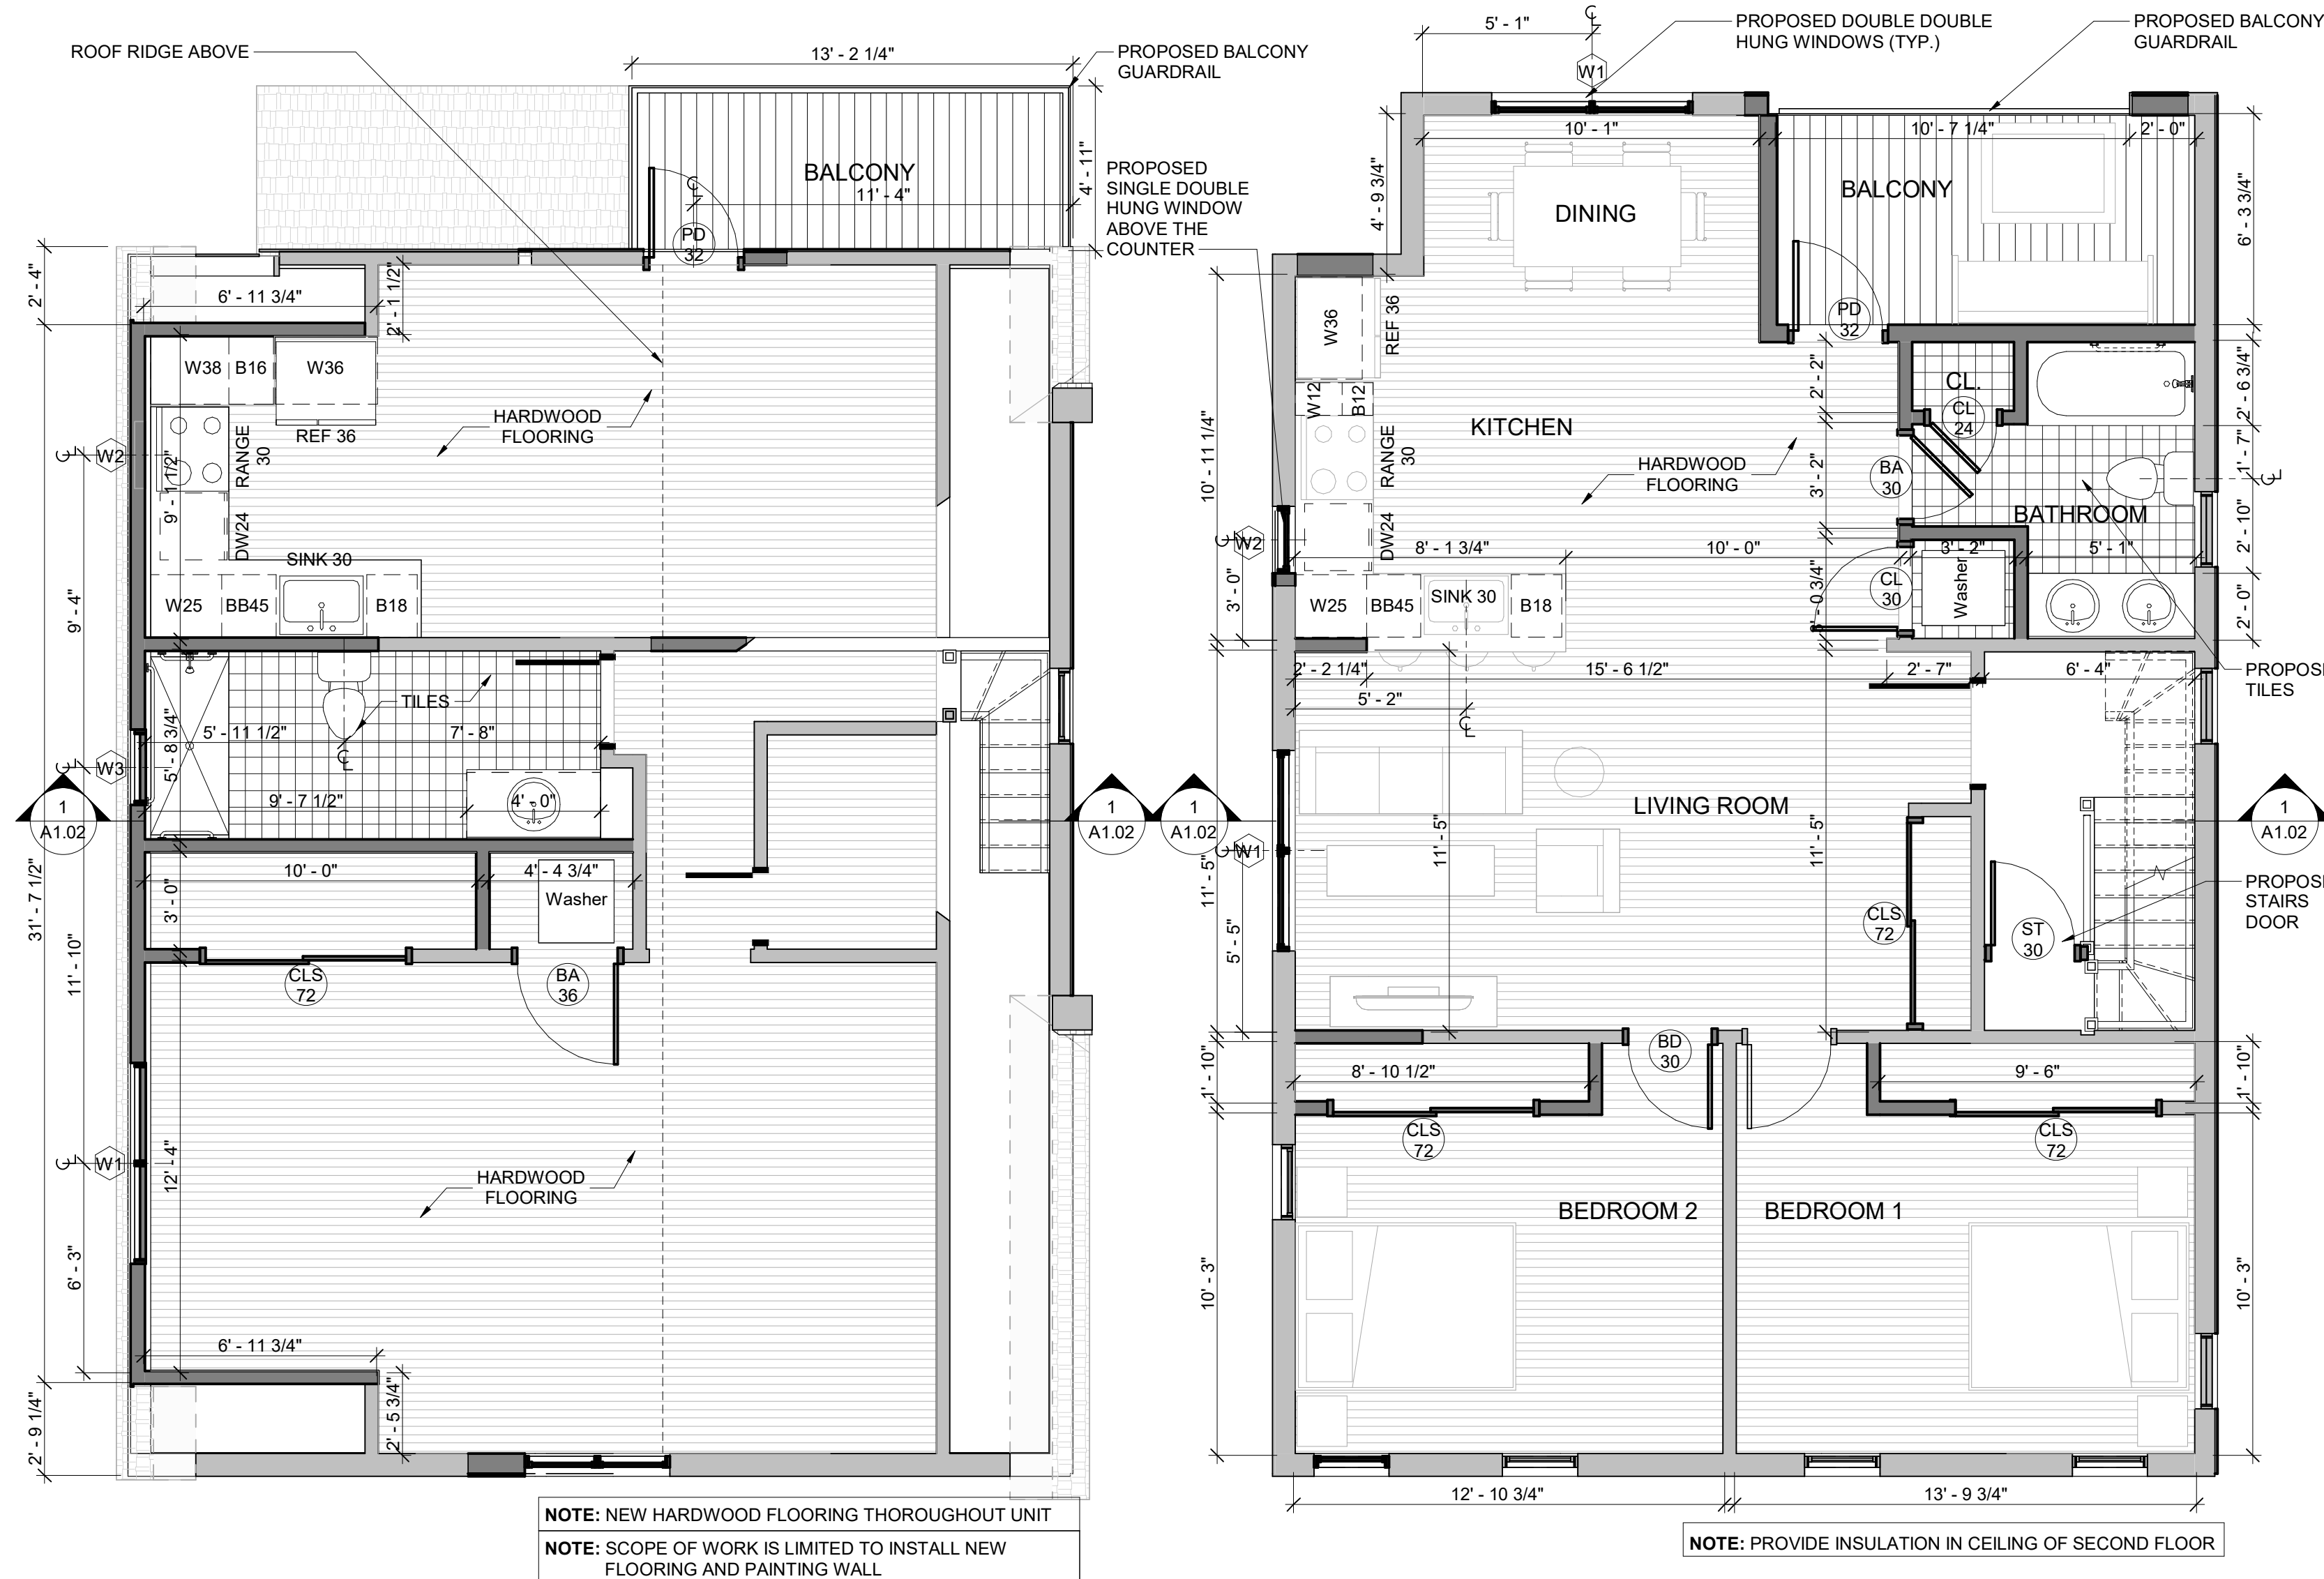 ROOF RIDGE ABOVE
13' - 2 1/4"
PROPOSED BALCONY
GUARDRAIL
BALCONY
11' - 4"
4' - 11"
PD
32
2' - 4"
6' - 11 3/4"
2' - 1 1/2"
W38
B16
W36
REF 36
RANGE
30
9' - 1 1/2"
HARDWOOD
FLOORING
W2
DW24
SINK 30
W25
BB45
B18
9' - 4"
TILES
5' - 11 1/2"
7' - 8"
5' - 8 3/4"
W3
9' - 7 1/2"
4' - 0"
1
A1.02
1
A1.02
10' - 0"
4' - 4 3/4"
Washer
3' - 0"
31' - 7 1/2"
11' - 10"
CLS
72
BA
36
W1
12' - 4"
HARDWOOD
FLOORING
6' - 3"
6' - 11 3/4"
2' - 5 3/4"
2' - 9 1/4"
NOTE: NEW HARDWOOD FLOORING THOROUGHOUT UNIT
NOTE: SCOPE OF WORK IS LIMITED TO INSTALL NEW
FLOORING AND PAINTING WALL
5' - 1"
W1
PROPOSED DOUBLE DOUBLE
HUNG WINDOWS (TYP.)
PROPOSED BALCONY
GUARDRAIL
PROPOSED
SINGLE DOUBLE
HUNG WINDOW
ABOVE THE
COUNTER
10' - 1"
10' - 7 1/4"
2' - 0"
4' - 9 3/4"
DINING
BALCONY
6' - 3 3/4"
PD
32
W36
REF 36
W12
B12
2' - 2"
CL.
CL
24
2' - 6 3/4"
KITCHEN
RANGE
30
10' - 11 1/4"
HARDWOOD
FLOORING
3' - 2"
BA
30
1' - 7"
BATHROOM
W2
DW24
8' - 1 3/4"
10' - 0"
3' - 2"
5' - 1"
2' - 10"
3' - 0"
CL
30
Washer
W25
BB45
SINK 30
B18
2' - 0"
2' - 2 1/4"
15' - 6 1/2"
2' - 7"
6' - 4"
TILES
5' - 2"
LIVING ROOM
1
A1.02
1
A1.02
W1
11' - 5"
11' - 5"
11' - 5"
5' - 5"
CLS
72
ST
30
STAIRS
DOOR
BD
30
1' - 10"
8' - 10 1/2"
9' - 6"
1' - 10"
CLS
72
CLS
72
BEDROOM 2
BEDROOM 1
10' - 3"
10' - 3"
12' - 10 3/4"
13' - 9 3/4"
NOTE: PROVIDE INSULATION IN CEILING OF SECOND FLOOR